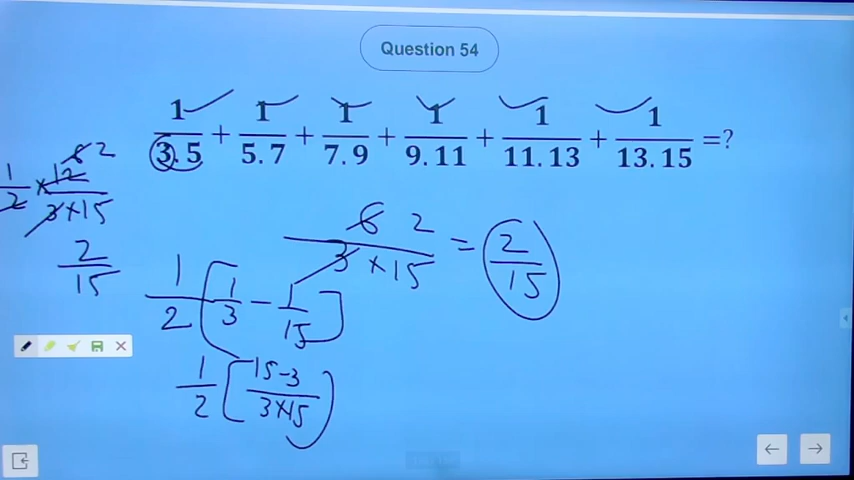 Question 54
1/3.5 + 1/5.7 + 1/7.9 + 1/9.11 + 1/11.13 + 1/13.15 =?
1/2 × 12 6 2/3×15
2/15
6 2/3 ×15 = 2/15
1/2 [1/3 − 1/15]
1/2 [15-3/3×15]